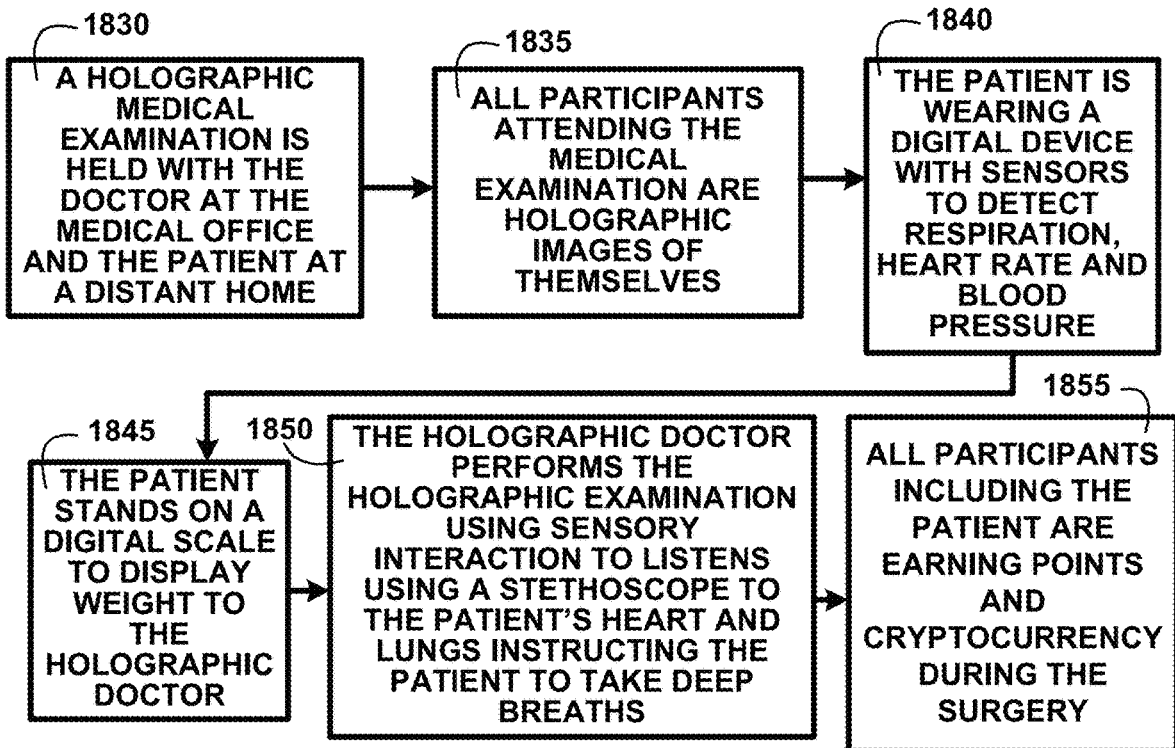 1830
A HOLOGRAPHIC
MEDICAL
EXAMINATION IS
HELD WITH THE
DOCTOR AT THE
MEDICAL OFFICE
AND THE PATIENT AT
A DISTANT HOME
1835
ALL PARTICIPANTS
ATTENDING THE
MEDICAL
EXAMINATION ARE
HOLOGRAPHIC
IMAGES OF
THEMSELVES
1840
THE PATIENT IS
WEARING A
DIGITAL DEVICE
WITH SENSORS
TO DETECT
RESPIRATION,
HEART RATE AND
BLOOD
PRESSURE
1845
THE PATIENT
STANDS ON A
DIGITAL SCALE
TO DISPLAY
WEIGHT TO
THE
HOLOGRAPHIC
DOCTOR
1850
THE HOLOGRAPHIC DOCTOR
PERFORMS THE
HOLOGRAPHIC EXAMINATION
USING SENSORY
INTERACTION TO LISTENS
USING A STETHOSCOPE TO
THE PATIENT'S HEART AND
LUNGS INSTRUCTING THE
PATIENT TO TAKE DEEP
BREATHS
1855
ALL PARTICIPANTS
INCLUDING THE
PATIENT ARE
EARNING POINTS
AND
CRYPTOCURRENCY
DURING THE
SURGERY